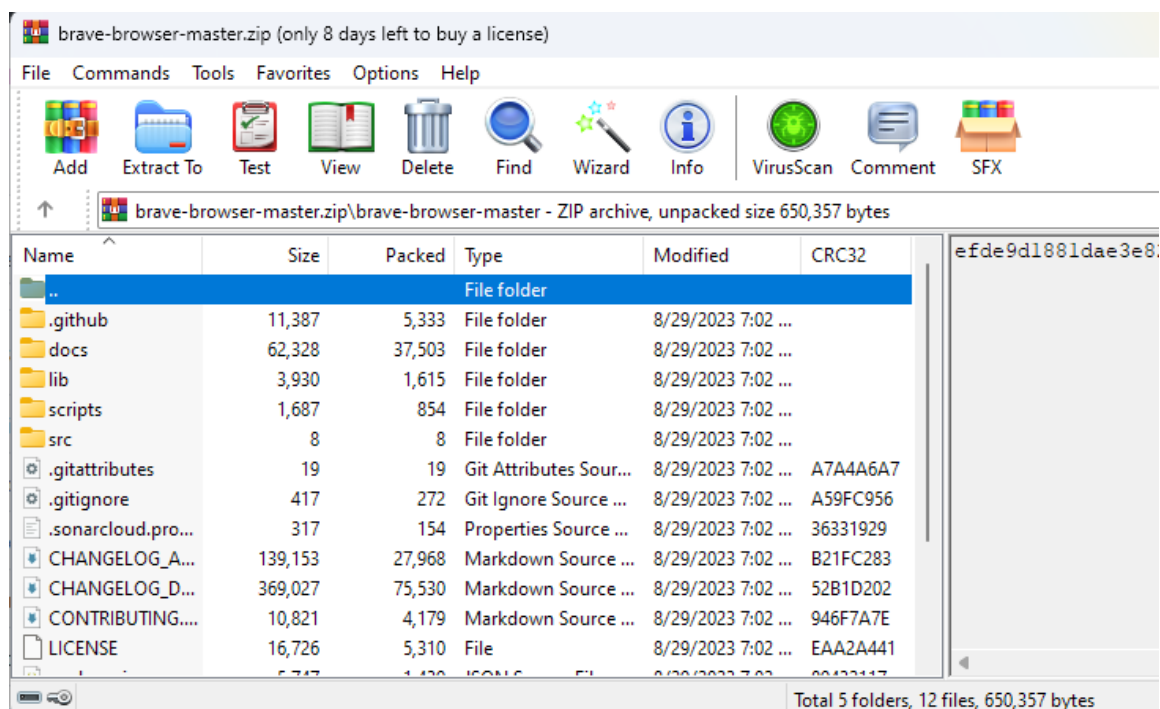 brave-browser-master.zip (only 8 days left to buy a license)
File Commands Tools Favorites Options Help
Add Extract To Test View Delete Find Wizard Info VirusScan Comment SFX
brave-browser-master.zip\brave-browser-master - ZIP archive, unpacked size 650,357 bytes
Name Size Packed Type Modified CRC32 efde9d1881dae3e8
.. File folder
.github 11,387 5,333 File folder 8/29/2023 7:02 ...
docs 62,328 37,503 File folder 8/29/2023 7:02 ...
lib 3,930 1,615 File folder 8/29/2023 7:02 ...
scripts 1,687 854 File folder 8/29/2023 7:02 ...
src 8 8 File folder 8/29/2023 7:02 ...
.gitattributes 19 19 Git Attributes Sour... 8/29/2023 7:02 ... A7A4A6A7
.gitignore 417 272 Git Ignore Source ... 8/29/2023 7:02 ... A59FC956
.sonarcloud.pro... 317 154 Properties Source ... 8/29/2023 7:02 ... 36331929
CHANGELOG_A... 139,153 27,968 Markdown Source ... 8/29/2023 7:02 ... B21FC283
CHANGELOG_D... 369,027 75,530 Markdown Source ... 8/29/2023 7:02 ... 52B1D202
CONTRIBUTING.... 10,821 4,179 Markdown Source ... 8/29/2023 7:02 ... 946F7A7E
LICENSE 16,726 5,310 File 8/29/2023 7:02 ... EAA2A441
Total 5 folders, 12 files, 650,357 bytes